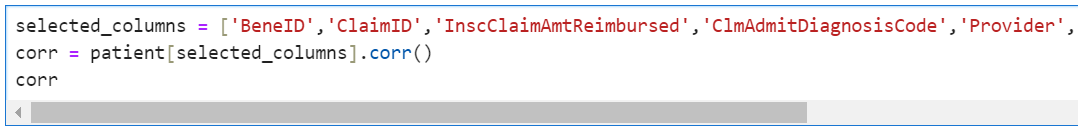 selected_columns = ['BeneID','ClaimID','InscClaimAmtReimbursed','ClmAdmitDiagnosisCode','Provider',
corr = patient[selected_columns].corr()
corr